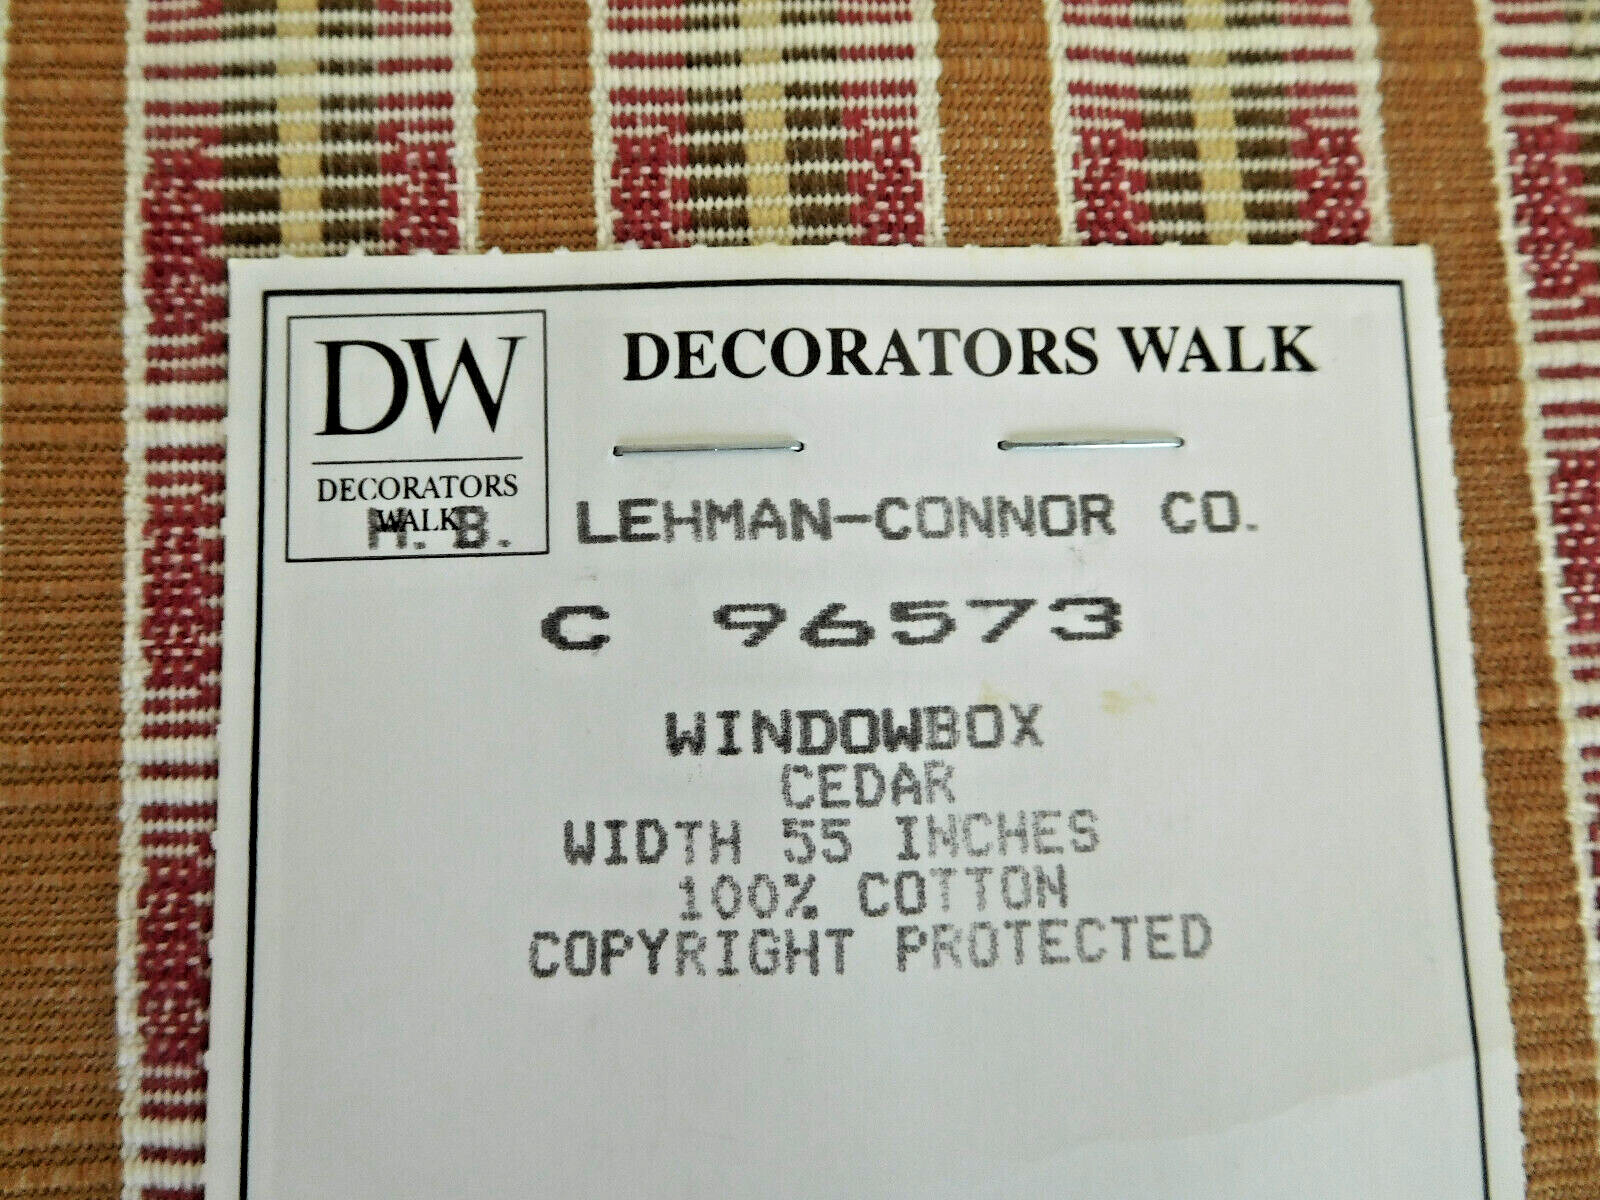 DW
DECORATORS
WALK
DECORATORS WALK
H. B. LEHMAN-CONNOR CO.
C 96573
WINDOWBOX
CEDAR
WIDTH 55 INCHES
100% COTTON
COPYRIGHT PROTECTED